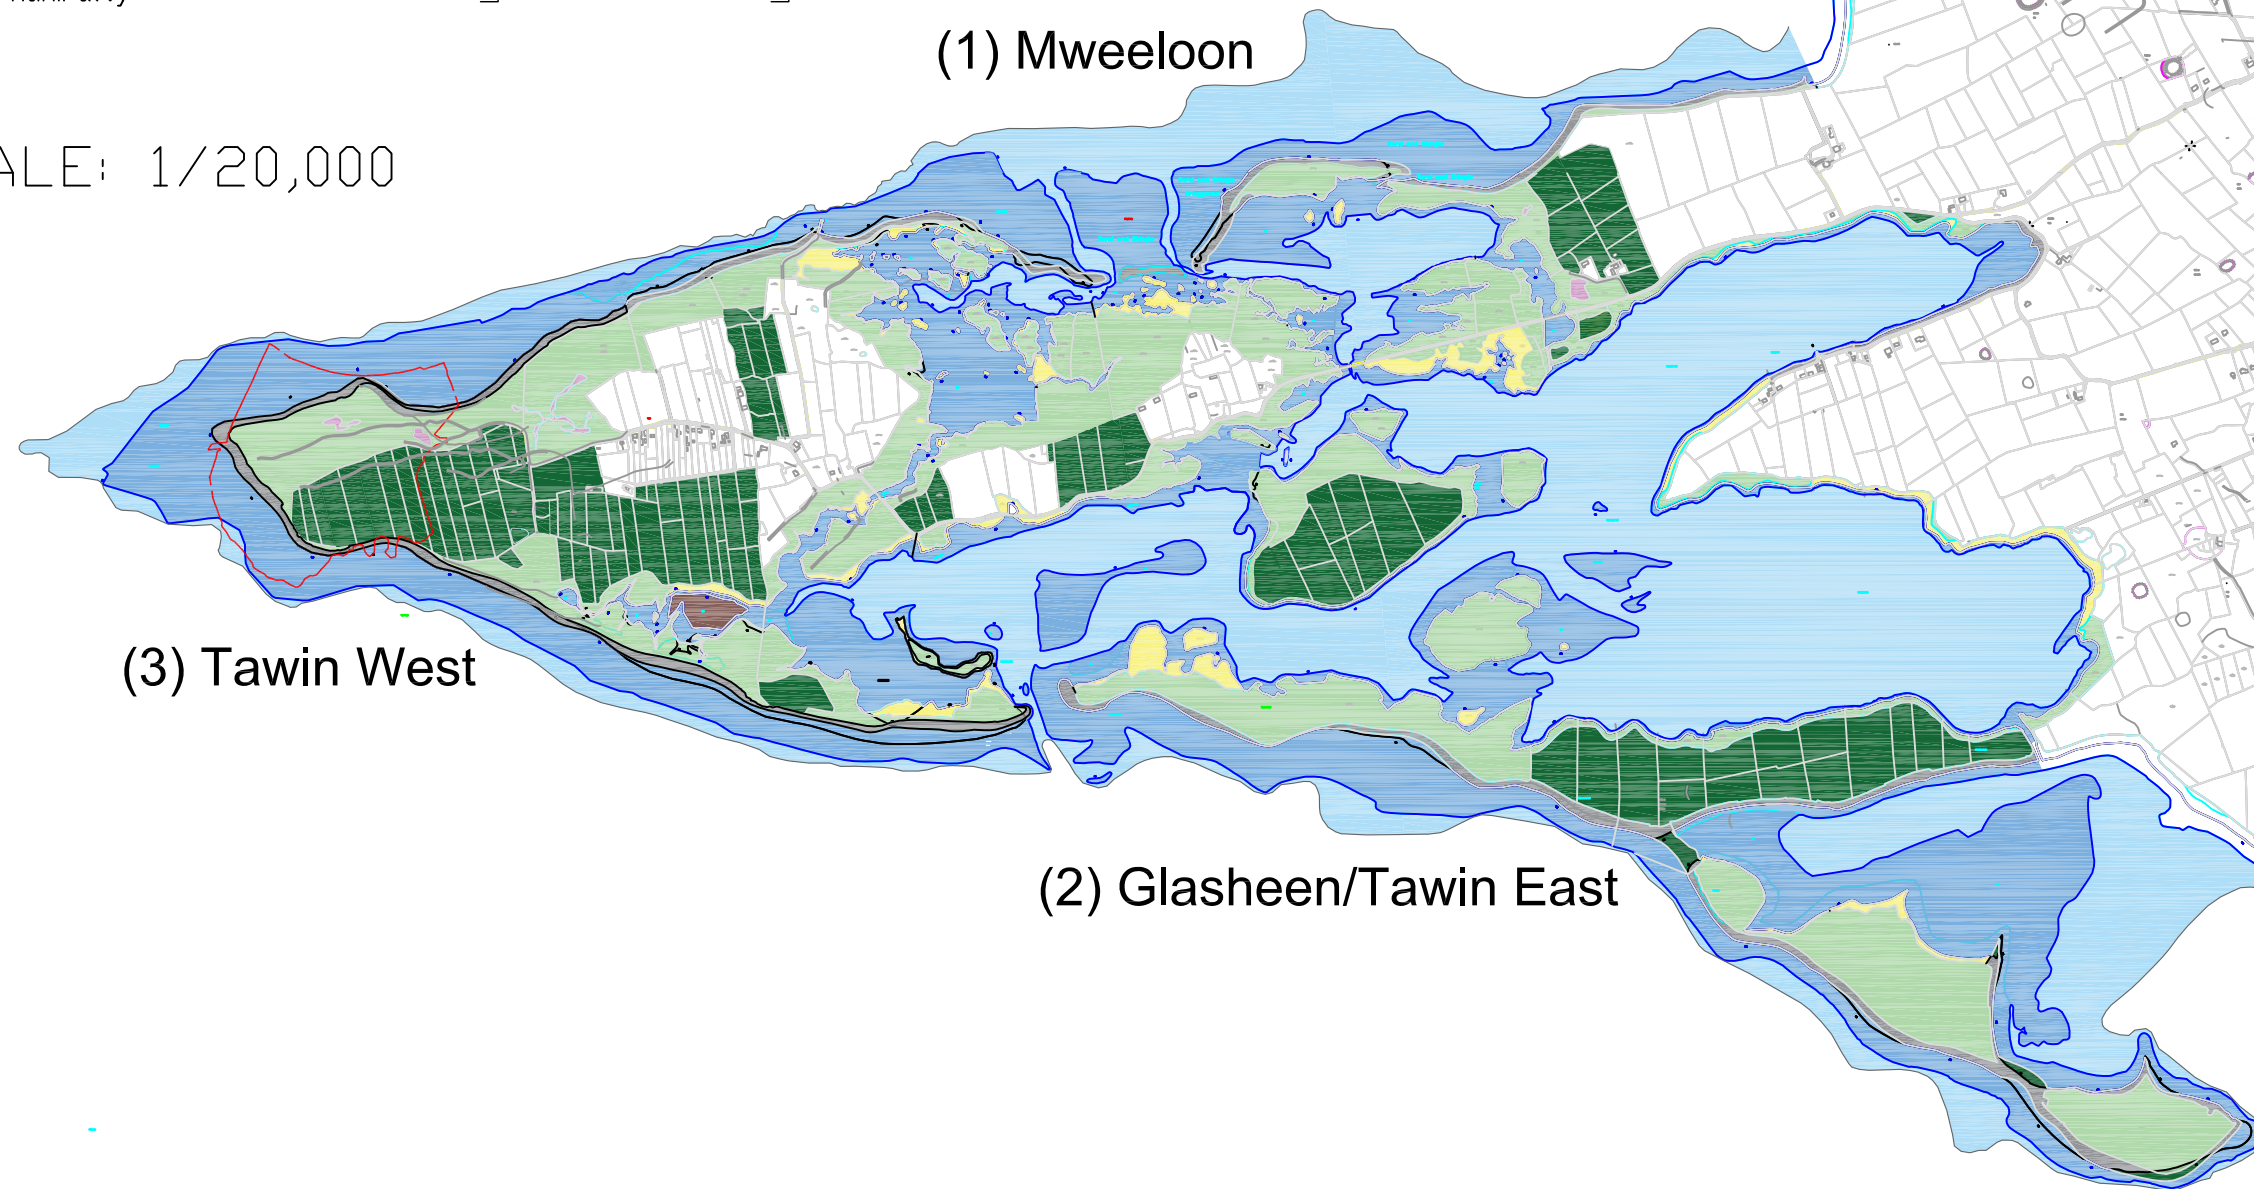 (1) Mweeloon
ALE: 1/20,000
(3) Tawin West
(2) Glasheen/Tawin East